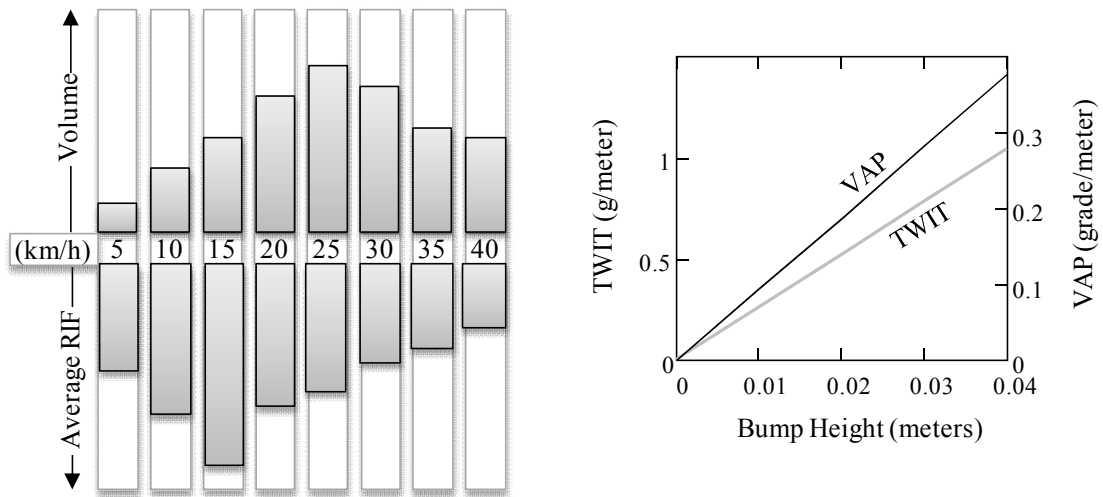 Volume
(km/h) 5 10 15 20 25 30 35 40
Average RIF
TWIT (g/meter)
1
0.5
0
VAP
TWIT
0.3
0.2
0.1
0
VAP (grade/meter)
0 0.01 0.02 0.03 0.04
Bump Height (meters)